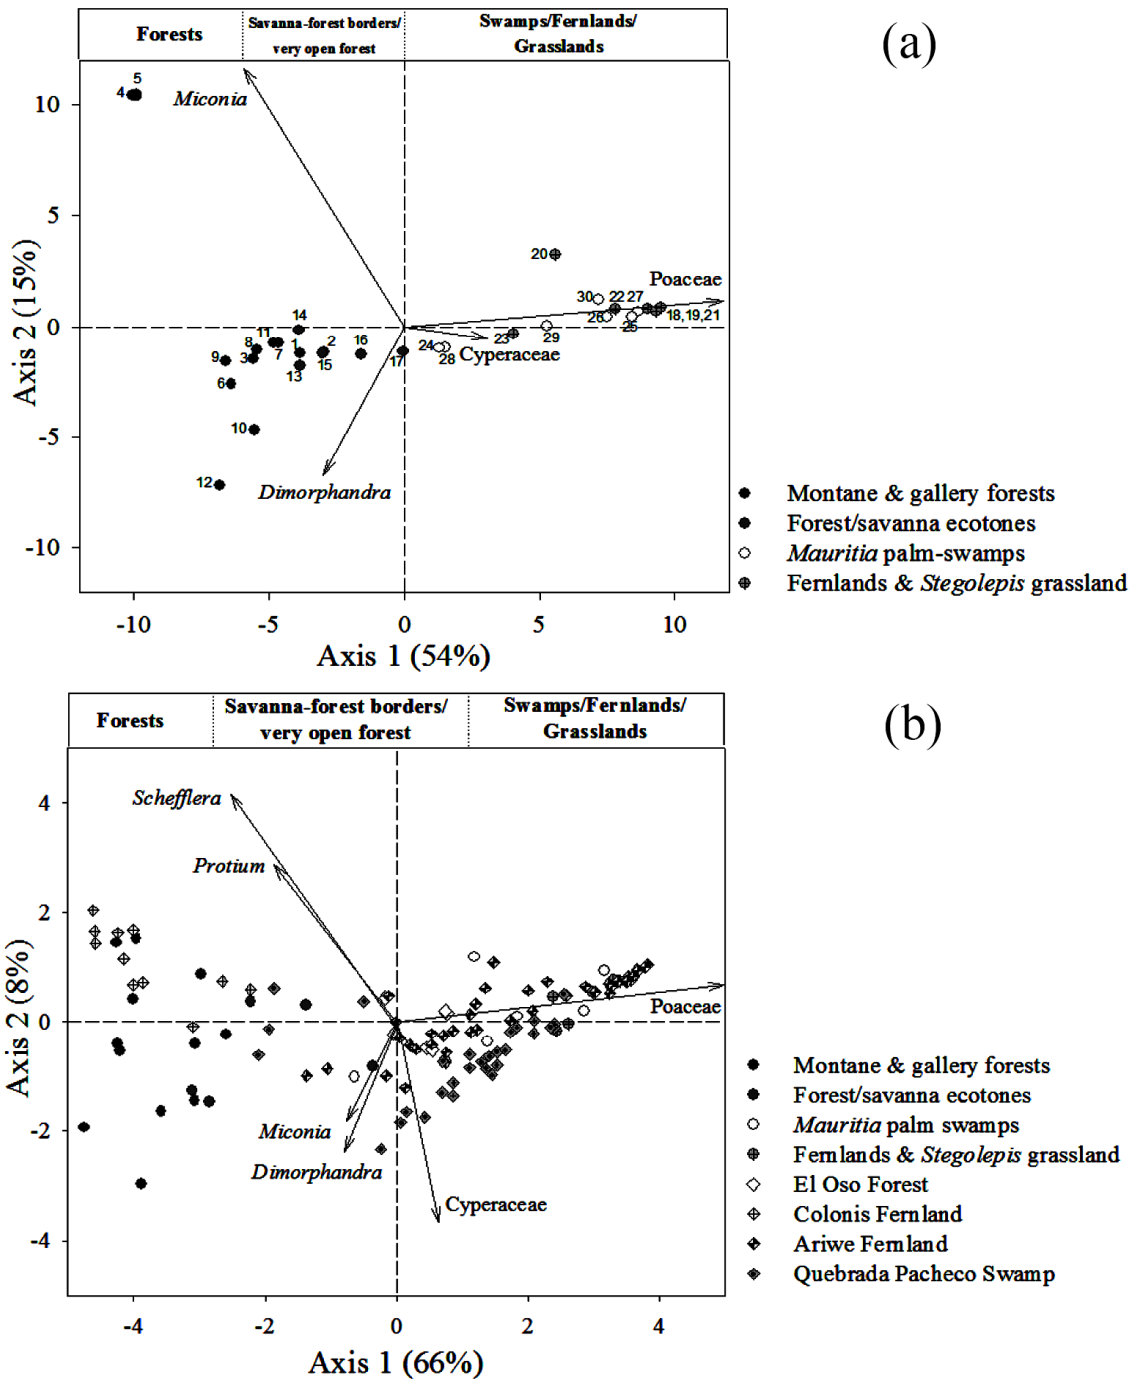 Forests
Savanna-forest borders/
very open forest
Swamps/Fernlands/
Grasslands
(a)
Miconia
4
5
10
5
0
-5
-10
Axis 2 (15%)
20
Poaceae
30
22
27
26
25
18,19,21
29
23
24
28
Cyperaceae
14
11
8
9
3
7
1
2
16
17
15
13
6
10
12
Dimorphandra
-10
-5
0
5
10
Axis 1 (54%)
Montane & gallery forests
Forest/savanna ecotones
Mauritia palm-swamps
Fernlands & Stegolepis grassland
Forests
Savanna-forest borders/
very open forest
Swamps/Fernlands/
Grasslands
(b)
Schefflera
Protium
Poaceae
Miconia
Dimorphandra
Cyperaceae
4
2
0
-2
-4
Axis 2 (8%)
-4
-2
0
2
4
Axis 1 (66%)
Montane & gallery forests
Forest/savanna ecotones
Mauritia palm swamps
Fernlands & Stegolepis grassland
El Oso Forest
Colonis Fernland
Ariwe Fernland
Quebrada Pacheco Swamp